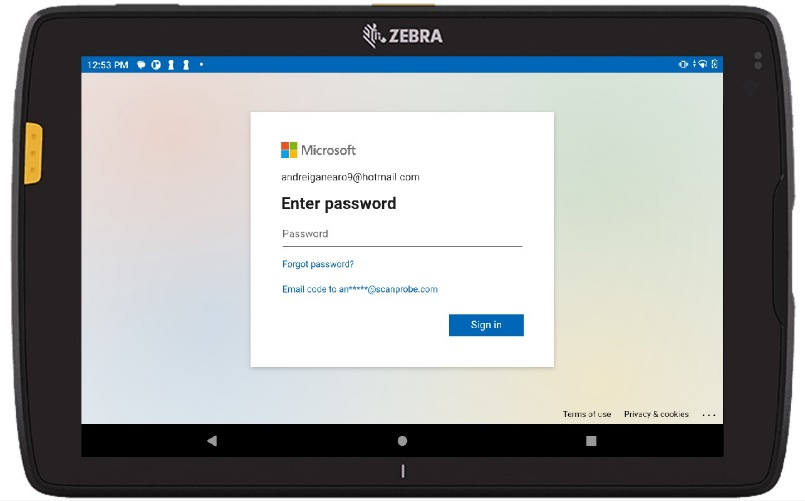 ZEBRA
12:53 PM
Microsoft
andreiganearo9@hotmail.com
Enter password
Password
Forgot password?
Email code to an*****@scanprobe.com
Sign in
Terms of use Privacy & cookies ...